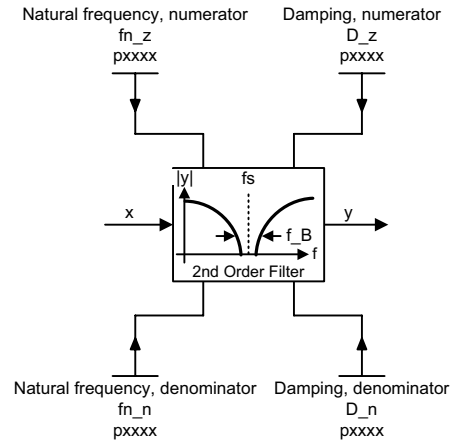 Natural frequency, numerator
fn_z
pxxxx
Damping, numerator
D_z
pxxxx
|y|
fs
x
y
f_B
f
2nd Order Filter
Natural frequency, denominator
fn_n
pxxxx
Damping, denominator
D_n
pxxxx